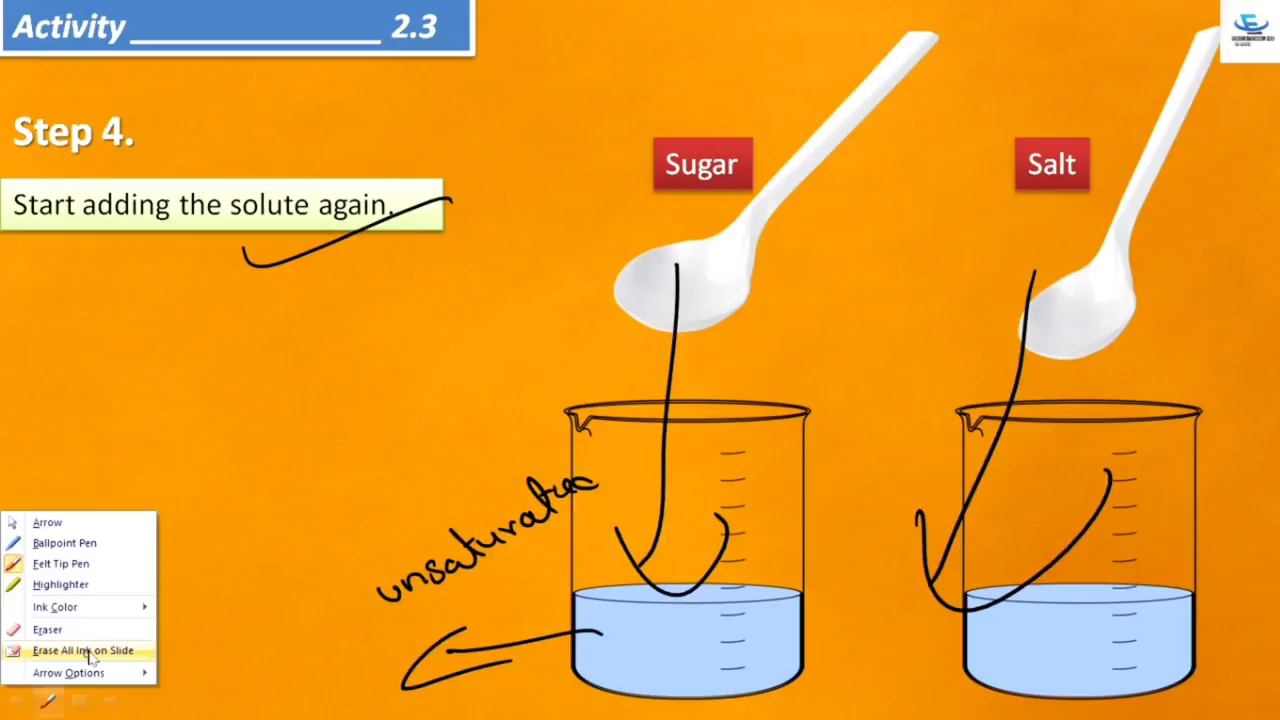 Activity _________________ 2.3
Step 4.
Start adding the solute again.
Sugar
Salt
Arrow
Ballpoint Pen
Felt Tip Pen
Highlighter
Ink Color
Eraser
Erase All Ink on Slide
Arrow Options